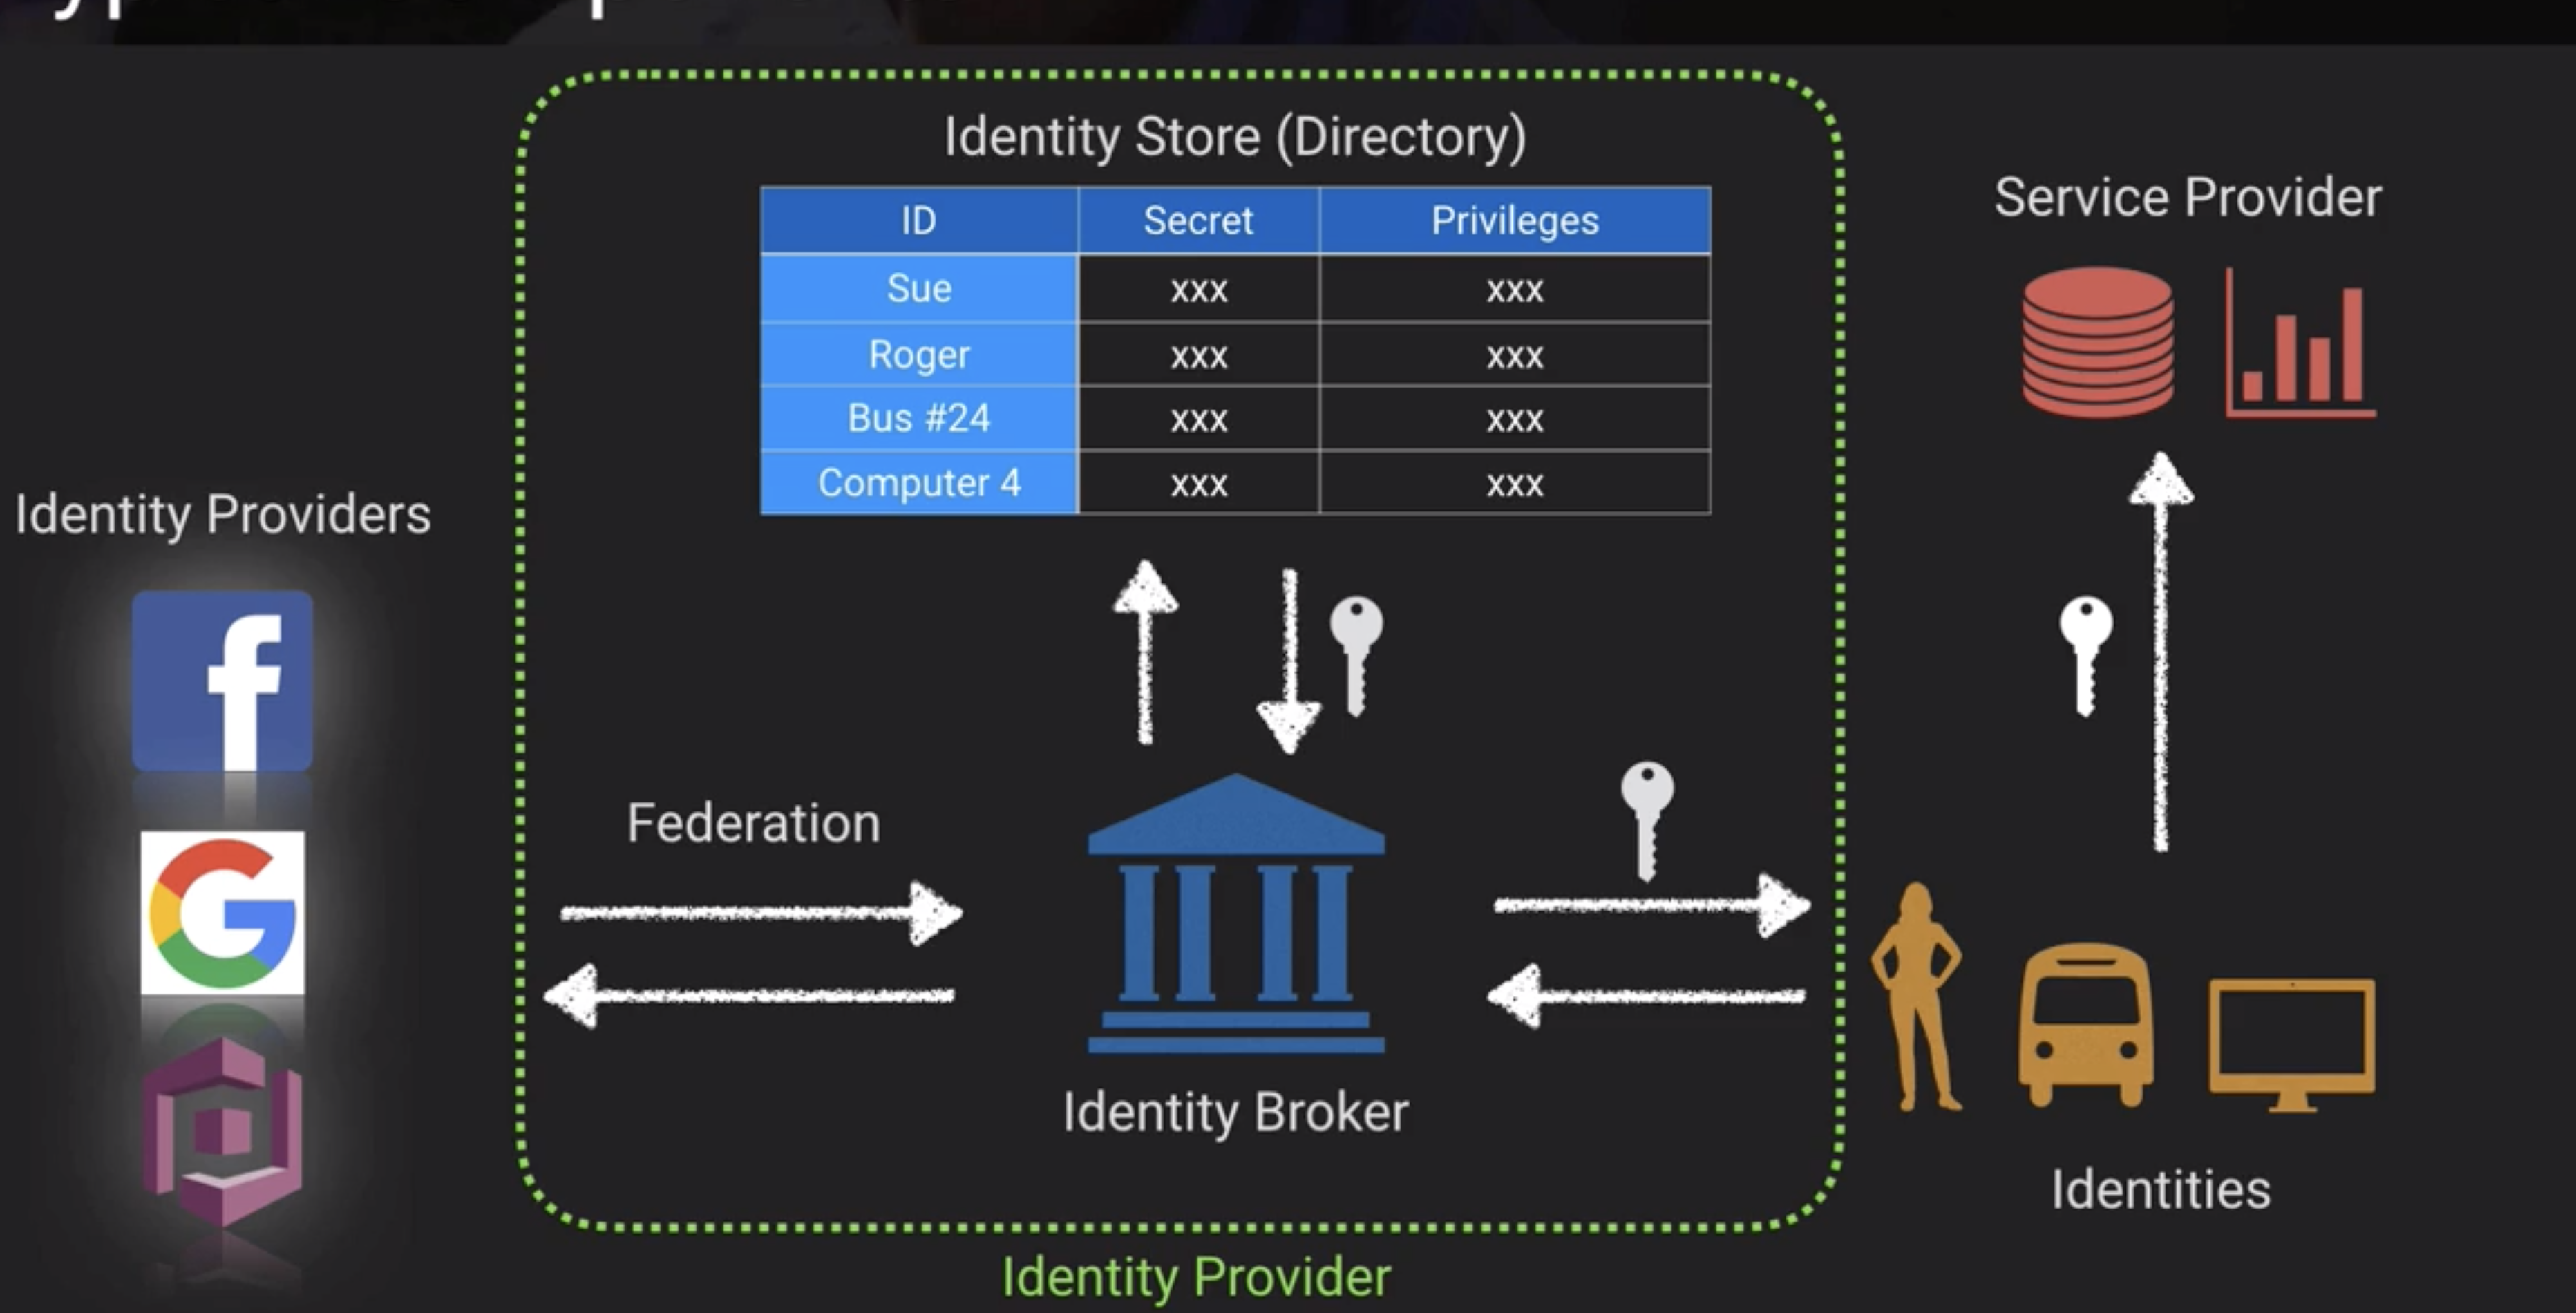 Identity Store (Directory)
ID Secret Privileges
Sue xxx xxx
Roger xxx xxx
Bus #24 xxx xxx
Computer 4 xxx xxx
Service Provider
Identity Providers
Federation
Identity Broker
Identities
Identity Provider